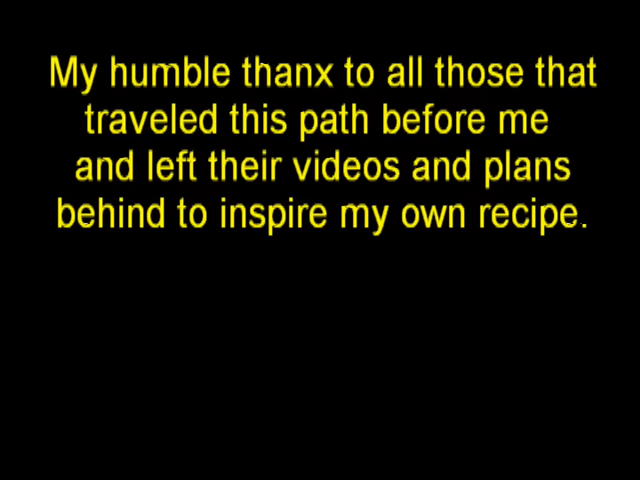 My humble thanx to all those that
traveled this path before me
and left their videos and plans
behind to inspire my own recipe.